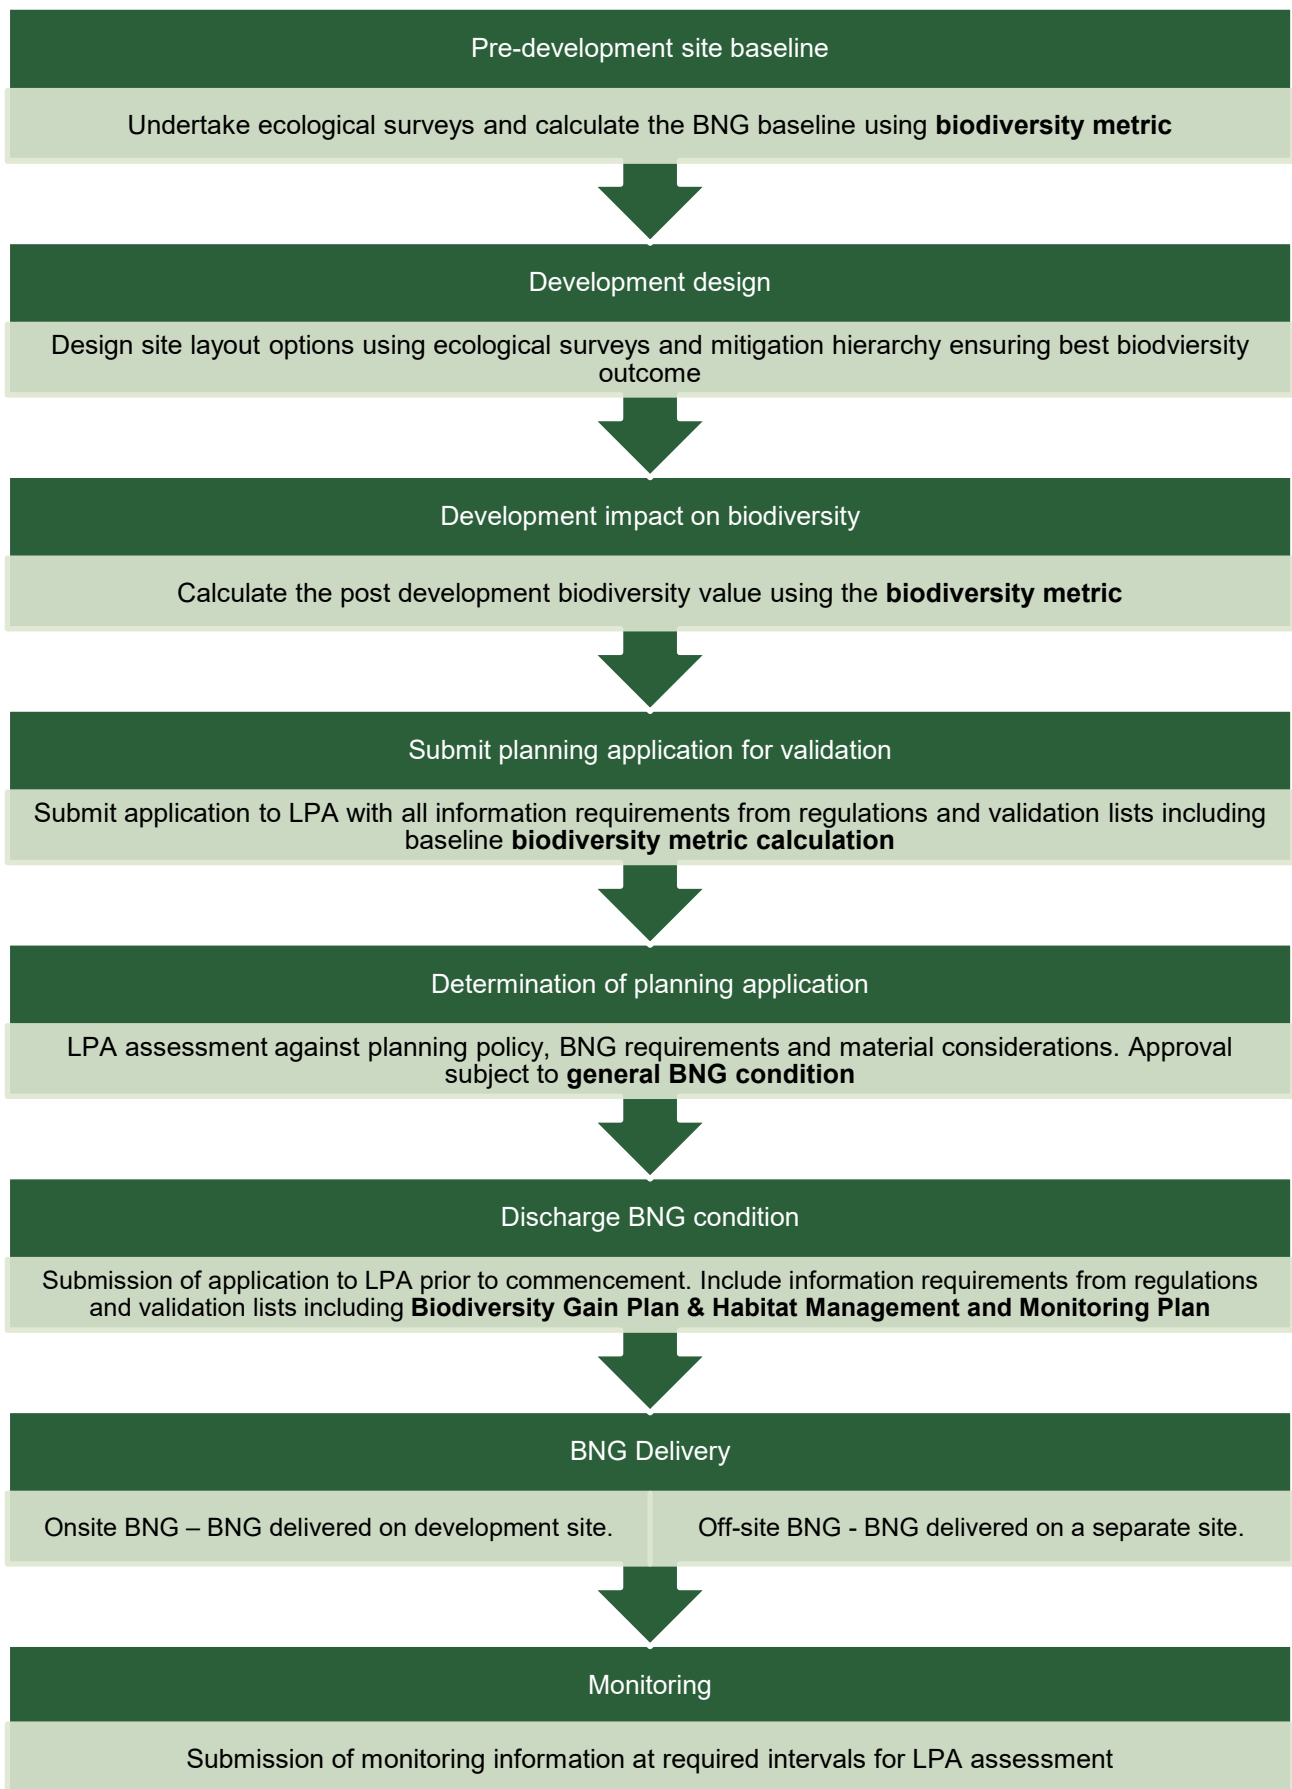 Pre-development site baseline
Undertake ecological surveys and calculate the BNG baseline using biodiversity metric
Development design
Design site layout options using ecological surveys and mitigation hierarchy ensuring best biodviersity
outcome
Development impact on biodiversity
Calculate the post development biodiversity value using the biodiversity metric
Submit planning application for validation
Submit application to LPA with all information requirements from regulations and validation lists including
baseline biodiversity metric calculation
Determination of planning application
LPA assessment against planning policy, BNG requirements and material considerations. Approval
subject to general BNG condition
Discharge BNG condition
Submission of application to LPA prior to commencement. Include information requirements from regulations
and validation lists including Biodiversity Gain Plan & Habitat Management and Monitoring Plan
BNG Delivery
Onsite BNG – BNG delivered on development site.
Off-site BNG - BNG delivered on a separate site.
Monitoring
Submission of monitoring information at required intervals for LPA assessment